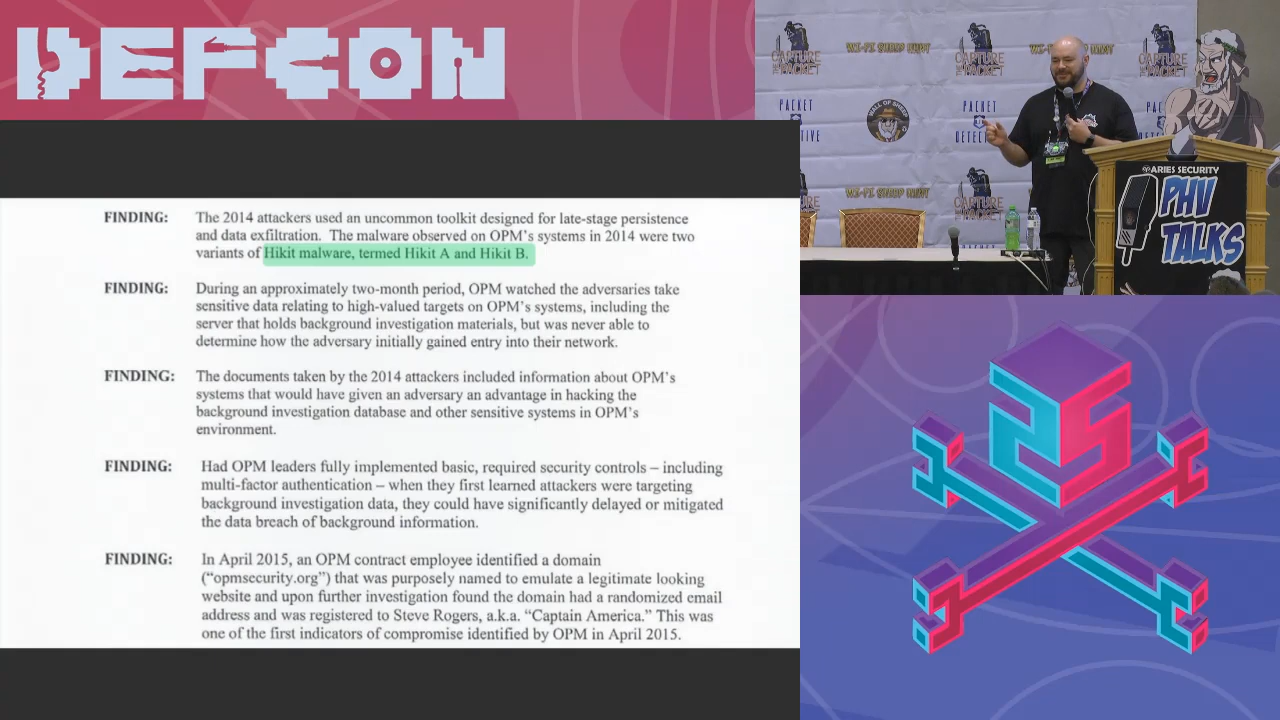 DEFCON
FINDING: The 2014 attackers used an uncommon toolkit designed for late-stage persistence
and data exfiltration. The malware observed on OPM's systems in 2014 were two
variants of Hikit malware, termed Hikit A and Hikit B.
FINDING: During an approximately two-month period, OPM watched the adversaries take
sensitive data relating to high-valued targets on OPM's systems, including the
server that holds background investigation materials, but was never able to
determine how the adversary initially gained entry into their network.
FINDING: The documents taken by the 2014 attackers included information about OPM's
systems that would have given an adversary an advantage in hacking the
background investigation database and other sensitive systems in OPM's
environment.
FINDING: Had OPM leaders fully implemented basic, required security controls – including
multi-factor authentication – when they first learned attackers were targeting
background investigation data, they could have significantly delayed or mitigated
the data breach of background information.
FINDING: In April 2015, an OPM contract employee identified a domain
("opmsecurity.org") that was purposely named to emulate a legitimate looking
website and upon further investigation found the domain had a randomized email
address and was registered to Steve Rogers, a.k.a. "Captain America." This was
one of the first indicators of compromise identified by OPM in April 2015.
CAPTURE
PACKET
PACKET
PACKET
ARIES SECURITY
PHV
TALKS
25